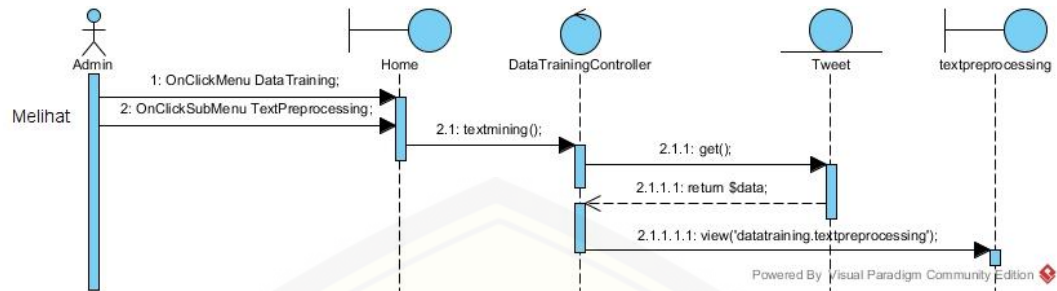 Admin
Home
DataTrainingController
Tweet
textpreprocessing
Melihat
1: OnClickMenu DataTraining;
2: OnClickSubMenu TextPreprocessing;
2.1: textmining();
2.1.1: get();
2.1.1.1: return $data;
2.1.1.1.1: view('datatraining.textpreprocessing');
Powered By Visual Paradigm Community Edition